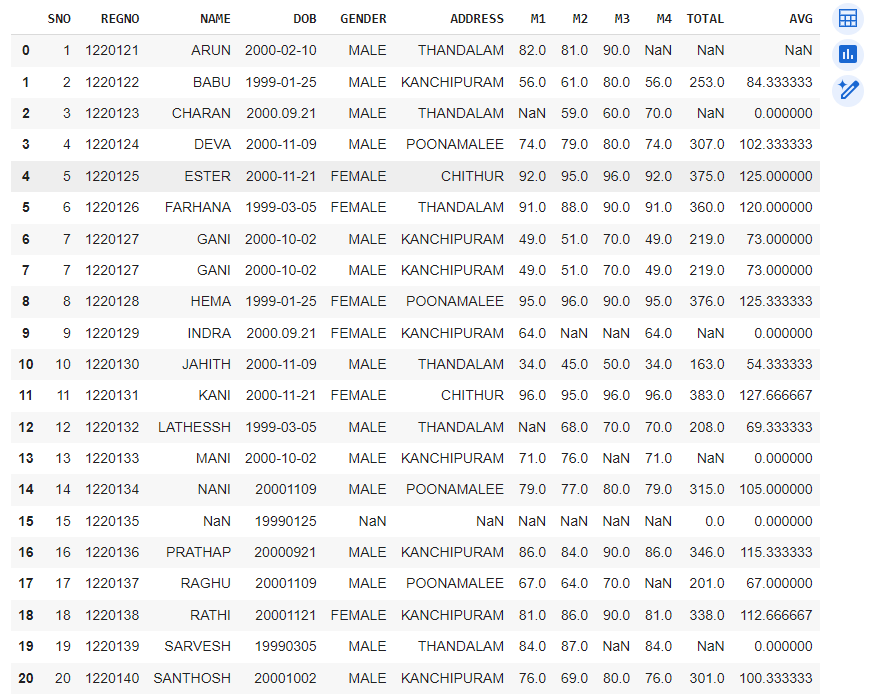 SNO REGNO NAME DOB GENDER ADDRESS M1 M2 M3 M4 TOTAL AVG
0 1 1220121 ARUN 2000-02-10 MALE THANDALAM 82.0 81.0 90.0 NaN NaN NaN
1 2 1220122 BABU 1999-01-25 MALE KANCHIPURAM 56.0 61.0 80.0 56.0 253.0 84.333333
2 3 1220123 CHARAN 2000.09.21 MALE THANDALAM NaN 59.0 60.0 70.0 NaN 0.000000
3 4 1220124 DEVA 2000-11-09 MALE POONAMALEE 74.0 79.0 80.0 74.0 307.0 102.333333
4 5 1220125 ESTER 2000-11-21 FEMALE CHITHUR 92.0 95.0 96.0 92.0 375.0 125.000000
5 6 1220126 FARHANA 1999-03-05 FEMALE THANDALAM 91.0 88.0 90.0 91.0 360.0 120.000000
6 7 1220127 GANI 2000-10-02 MALE KANCHIPURAM 49.0 51.0 70.0 49.0 219.0 73.000000
7 7 1220127 GANI 2000-10-02 MALE KANCHIPURAM 49.0 51.0 70.0 49.0 219.0 73.000000
8 8 1220128 HEMA 1999-01-25 FEMALE POONAMALEE 95.0 96.0 90.0 95.0 376.0 125.333333
9 9 1220129 INDRA 2000.09.21 FEMALE KANCHIPURAM 64.0 NaN NaN 64.0 NaN 0.000000
10 10 1220130 JAHITH 2000-11-09 MALE THANDALAM 34.0 45.0 50.0 34.0 163.0 54.333333
11 11 1220131 KANI 2000-11-21 FEMALE CHITHUR 96.0 95.0 96.0 96.0 383.0 127.666667
12 12 1220132 LATHESSH 1999-03-05 MALE THANDALAM NaN 68.0 70.0 70.0 208.0 69.333333
13 13 1220133 MANI 2000-10-02 MALE KANCHIPURAM 71.0 76.0 NaN 71.0 NaN 0.000000
14 14 1220134 NANI 20001109 MALE POONAMALEE 79.0 77.0 80.0 79.0 315.0 105.000000
15 15 1220135 NaN 19990125 NaN NaN NaN NaN NaN NaN 0.0 0.000000
16 16 1220136 PRATHAP 20000921 MALE KANCHIPURAM 86.0 84.0 90.0 86.0 346.0 115.333333
17 17 1220137 RAGHU 20001109 MALE POONAMALEE 67.0 64.0 70.0 NaN 201.0 67.000000
18 18 1220138 RATHI 20001121 FEMALE KANCHIPURAM 81.0 86.0 90.0 81.0 338.0 112.666667
19 19 1220139 SARVESH 19990305 MALE THANDALAM 84.0 87.0 NaN 84.0 NaN 0.000000
20 20 1220140 SANTHOSH 20001002 MALE KANCHIPURAM 76.0 69.0 80.0 76.0 301.0 100.333333